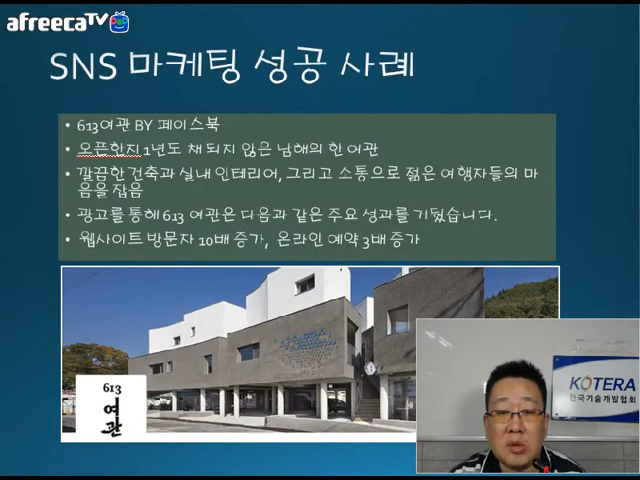 afreecaTV
SNS 마케팅 성공 사례
• 613여관 BY 페이스북
• 오픈한지 1년도 채 되지 않은 남해의 한 여관
• 깔끔한 건축과 실내 인테리어, 그리고 소통으로 젊은 여행자들의 마
음을 잡음
• 광고를 통해 613 여관은 다음과 같은 주요 성과를 거뒀습니다.
• 웹사이트 방문자 10배 증가, 온라인 예약 3배 증가
613
여관
KOTERA
한국기술개발협회